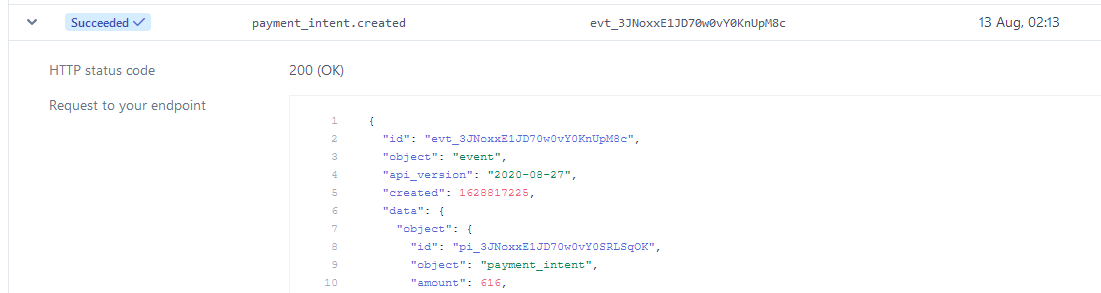 Succeeded payment_intent.created evt_3JNoxxE1JD70w0vY0KnUpM8c 13 Aug, 02:13
HTTP status code 200 (OK)
Request to your endpoint
1 {
2 "id": "evt_3JNoxxE1JD70w0vY0KnUpM8c",
3 "object": "event",
4 "api_version": "2020-08-27",
5 "created": 1628817225,
6 "data": {
7 "object": {
8 "id": "pi_3JNoxxE1JD70w0vY0SRLSqOK",
9 "object": "payment_intent",
10 "amount": 616,